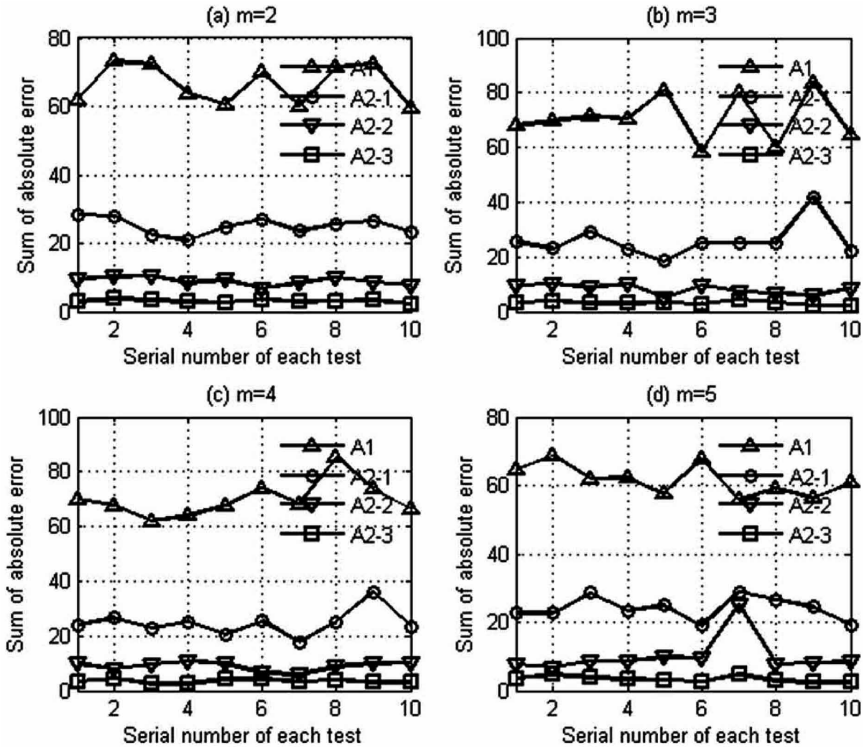 (a) m=2
Sum of absolute error
80
60
40
20
0
2 4 6 8 10
Serial number of each test
A1
A2-1
A2-2
A2-3
(b) m=3
Sum of absolute error
100
80
60
40
20
0
2 4 6 8 10
Serial number of each test
A1
A2-1
A2-2
A2-3
(c) m=4
Sum of absolute error
100
80
60
40
20
0
2 4 6 8 10
Serial number of each test
A1
A2-1
A2-2
A2-3
(d) m=5
Sum of absolute error
80
60
40
20
0
2 4 6 8 10
Serial number of each test
A1
A2-1
A2-2
A2-3